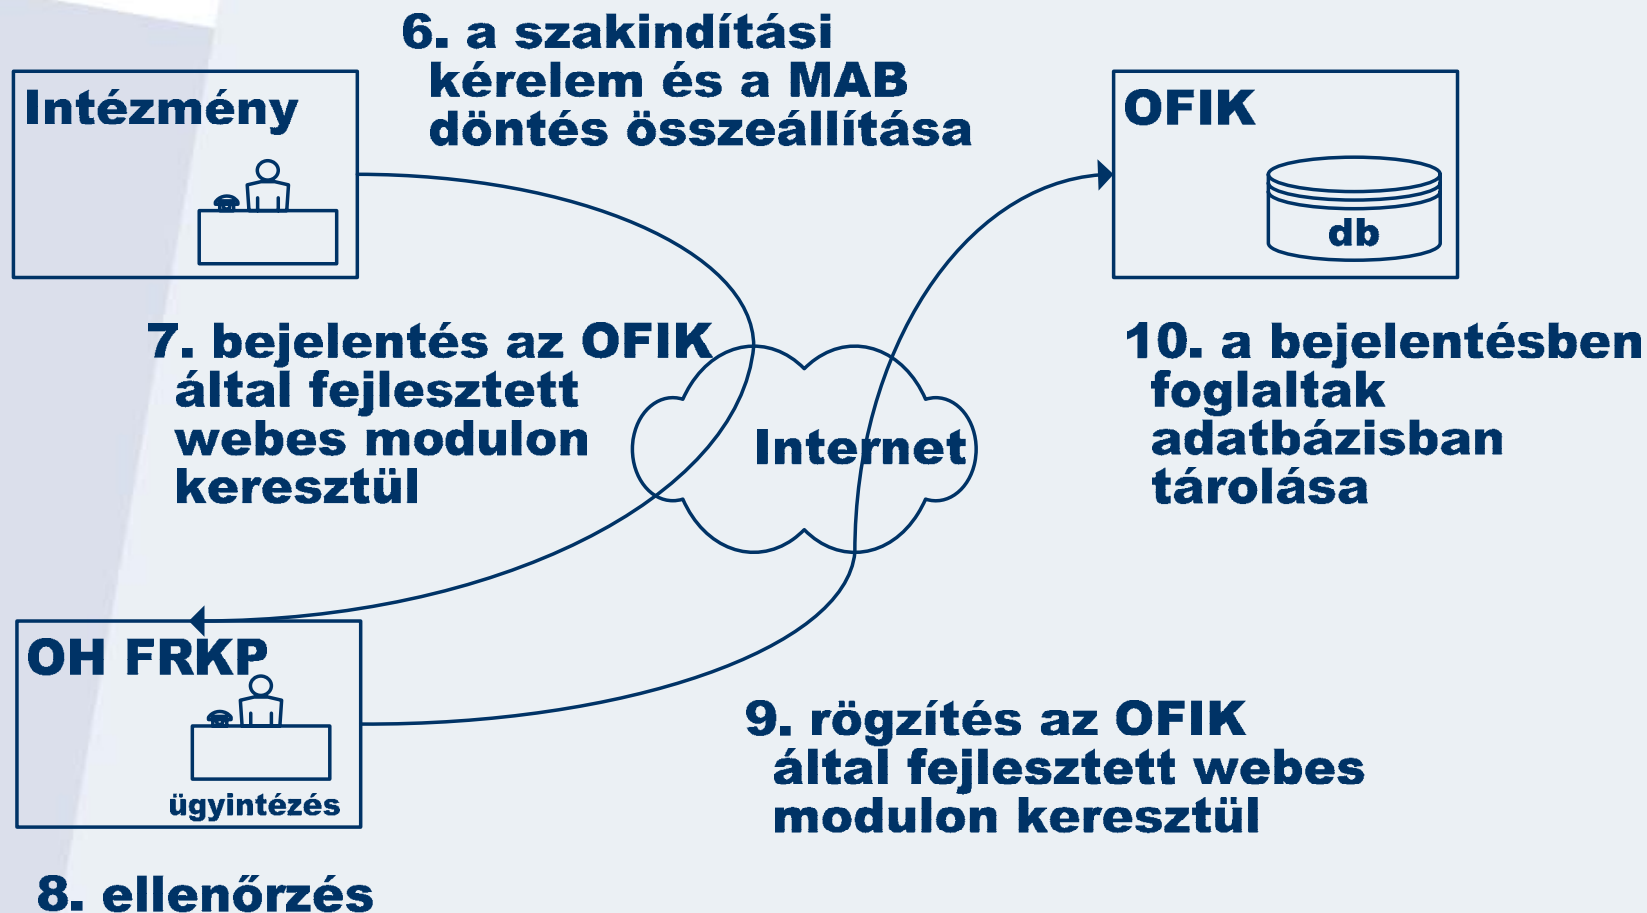 6. a szakindítási
kérelem és a MAB
döntés összeállítása
Intézmény
OFIK
db
7. bejelentés az OFIK
által fejlesztett
webes modulon
keresztül
Internet
10. a bejelentésben
foglaltak
adatbázisban
tárolása
OH FRKP
ügyintézés
9. rögzítés az OFIK
által fejlesztett webes
modulon keresztül
8. ellenőrzés